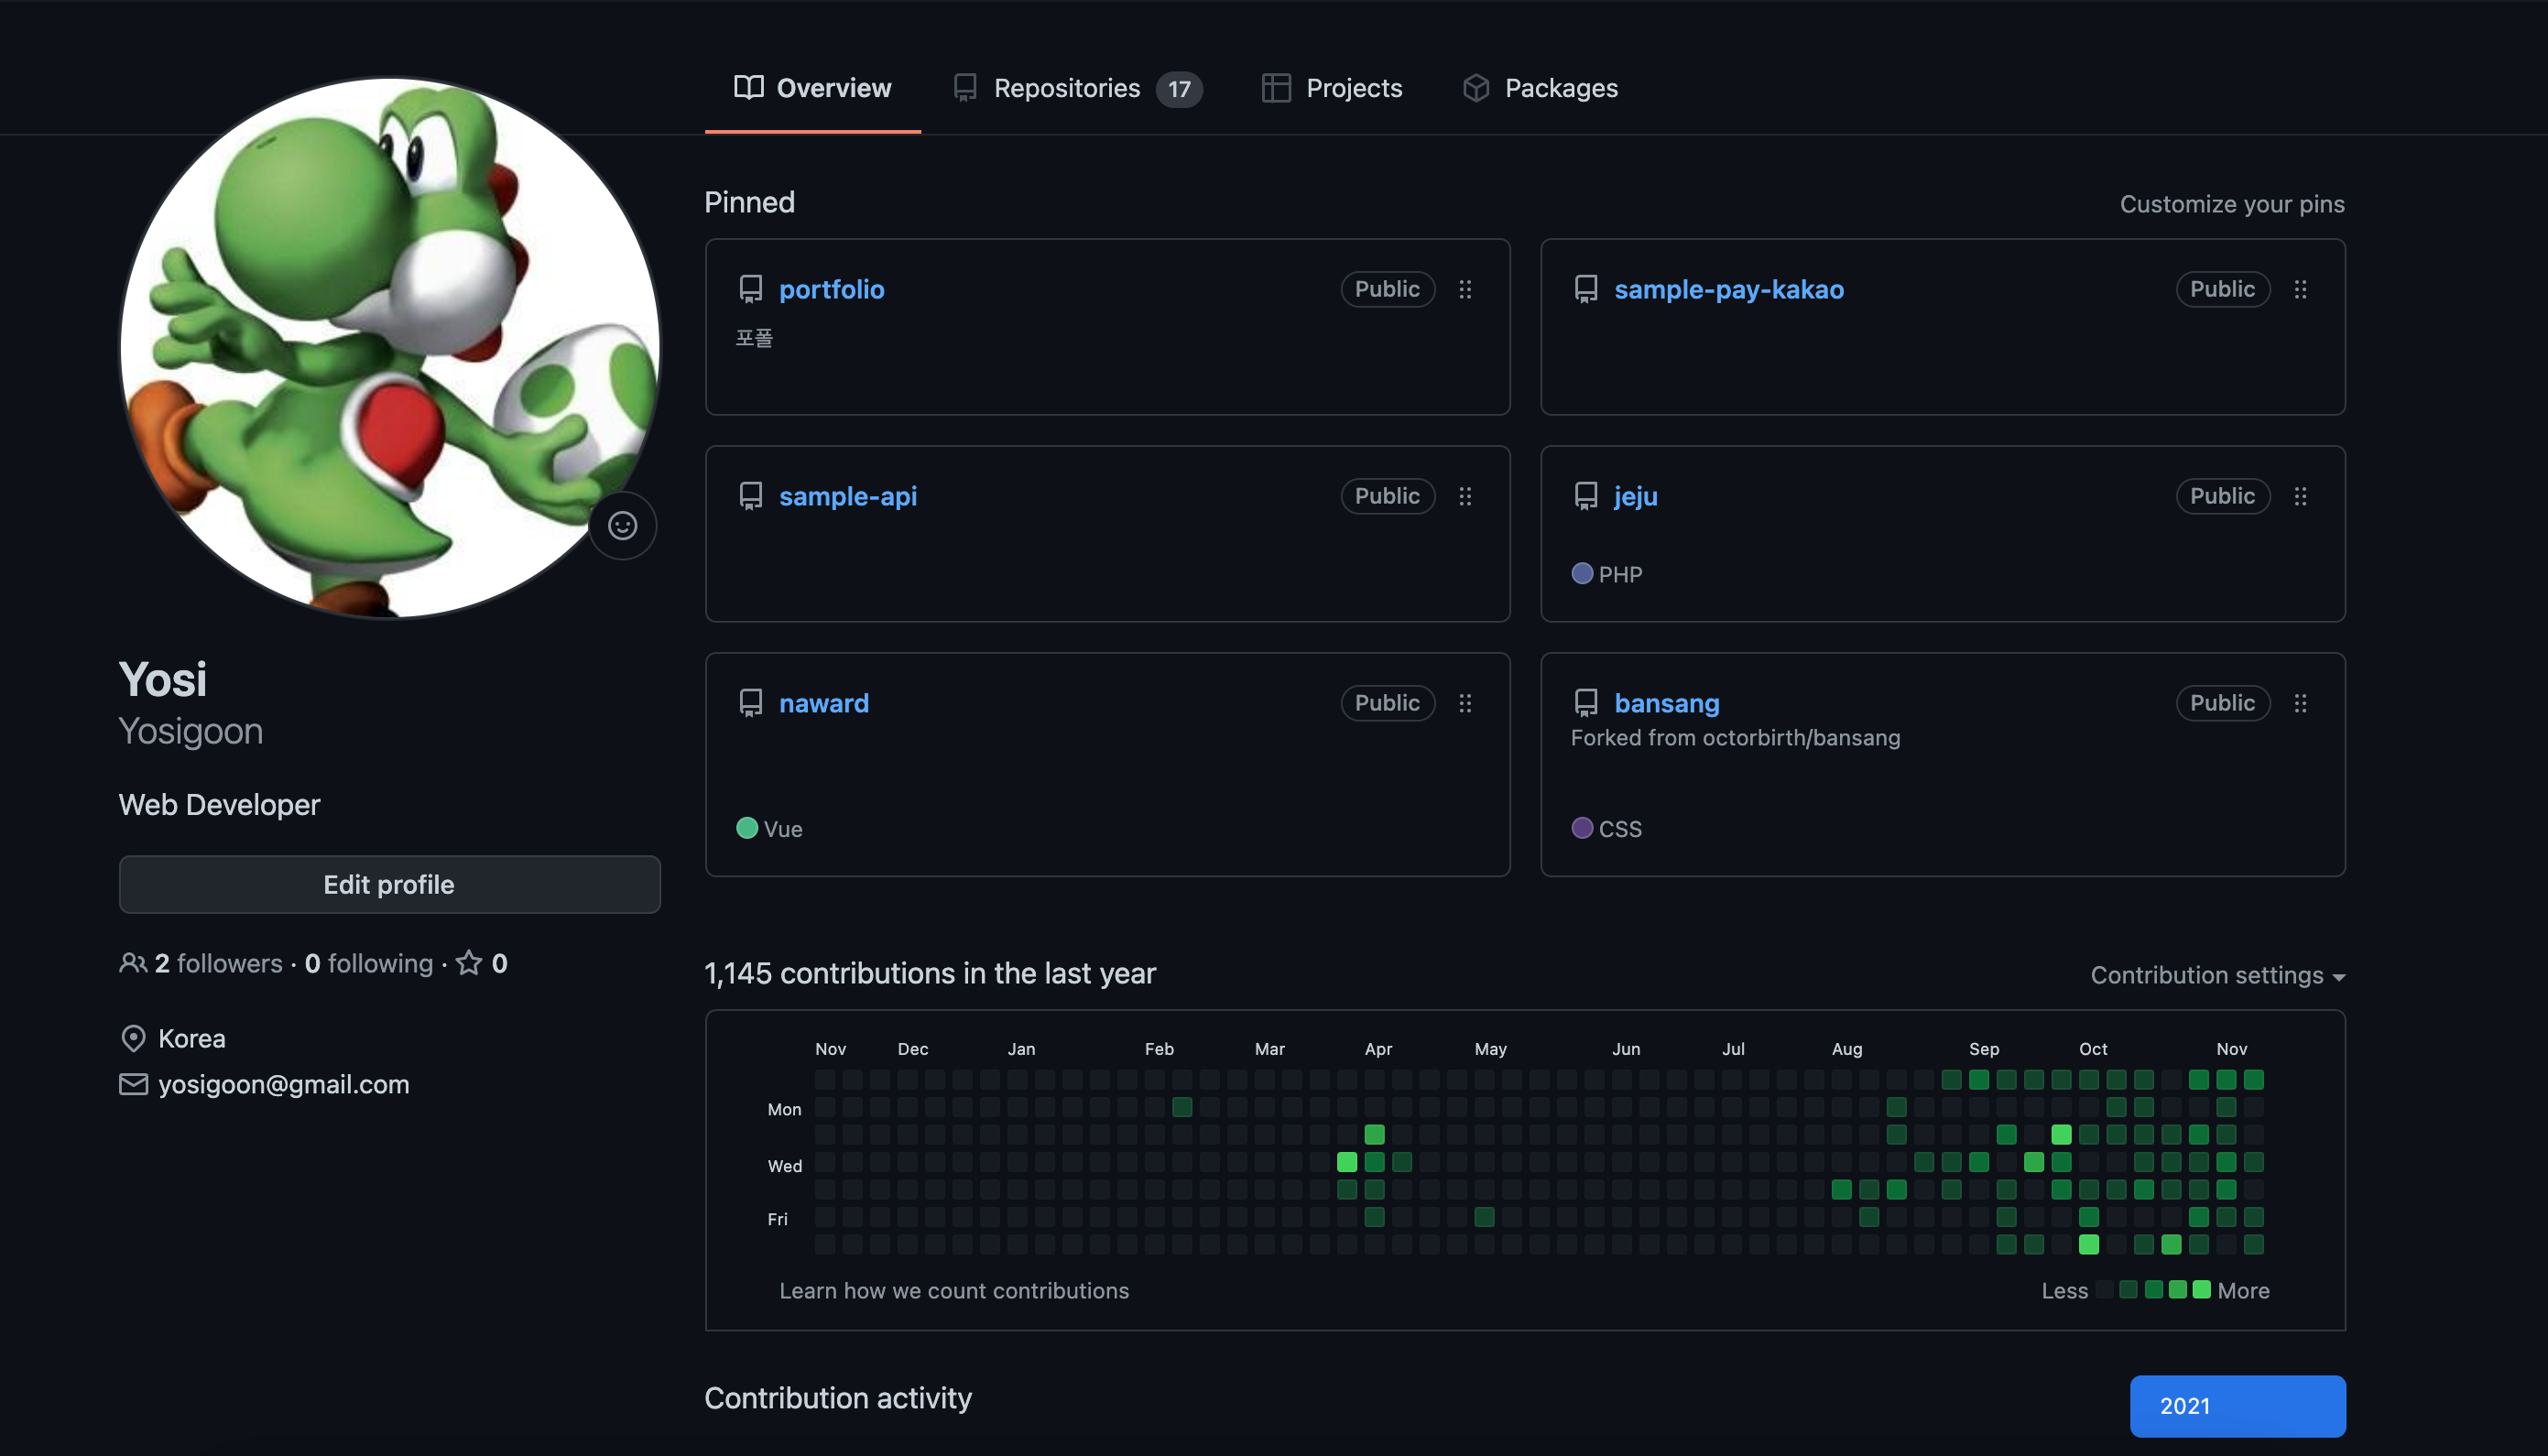 Overview Repositories 17 Projects Packages
Pinned Customize your pins
portfolio Public
포폴
sample-pay-kakao Public
sample-api Public
jeju Public
PHP
naward Public
Vue
bansang Public
Forked from octorbirth/bansang
CSS
Yosi
Yosigoon
Web Developer
Edit profile
2 followers · 0 following · 0
Korea
yosigoon@gmail.com
1,145 contributions in the last year Contribution settings
Nov Dec Jan Feb Mar Apr May Jun Jul Aug Sep Oct Nov
Mon
Wed
Fri
Learn how we count contributions Less More
Contribution activity 2021